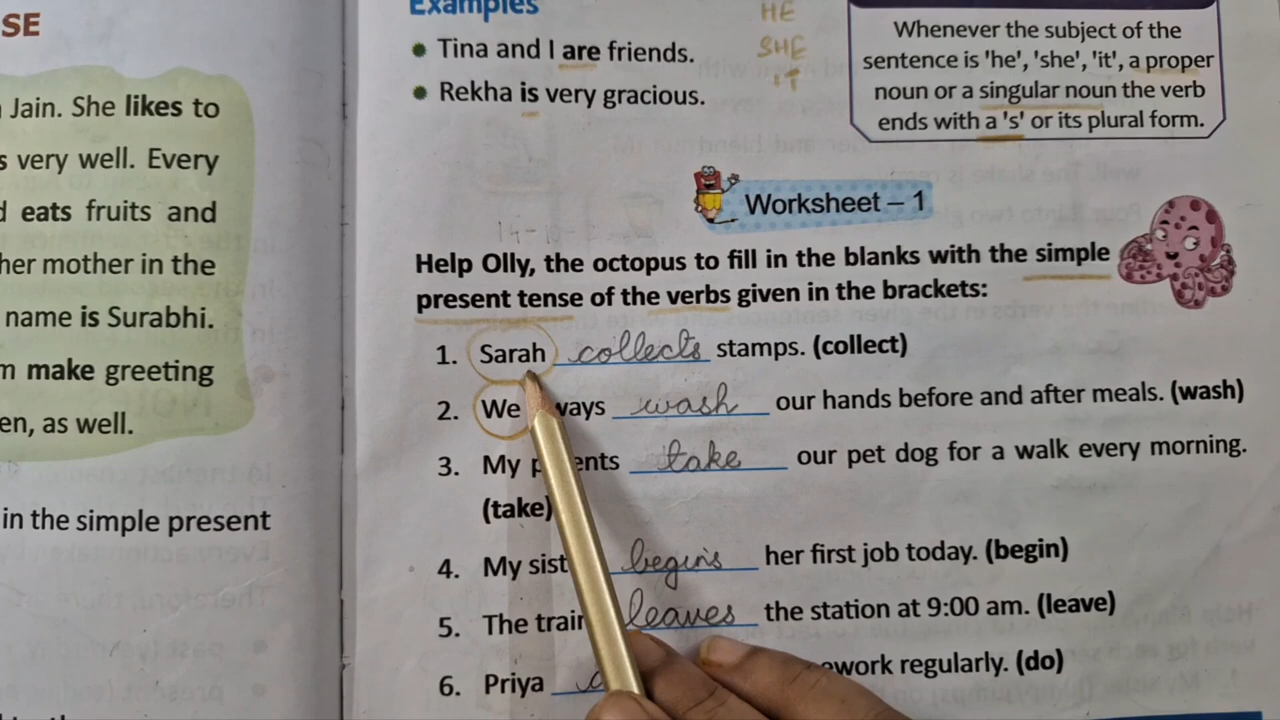 SE
Jain. She likes to
s very well. Every
d eats fruits and
her mother in the
name is Surabhi.
m make greeting
en, as well.
in the simple present
Examples
• Tina and I are friends.
• Rekha is very gracious.
HE
SHE
IT
Whenever the subject of the
sentence is 'he', 'she', 'it', a proper
noun or a singular noun the verb
ends with a 's' or its plural form.
Worksheet – 1
Help Olly, the octopus to fill in the blanks with the simple
present tense of the verbs given in the brackets:
1. Sarah collects stamps. (collect)
2. We ways wash our hands before and after meals. (wash)
3. My p ents take our pet dog for a walk every morning.
(take)
4. My sist begins her first job today. (begin)
5. The train leaves the station at 9:00 am. (leave)
6. Priya ework regularly. (do)